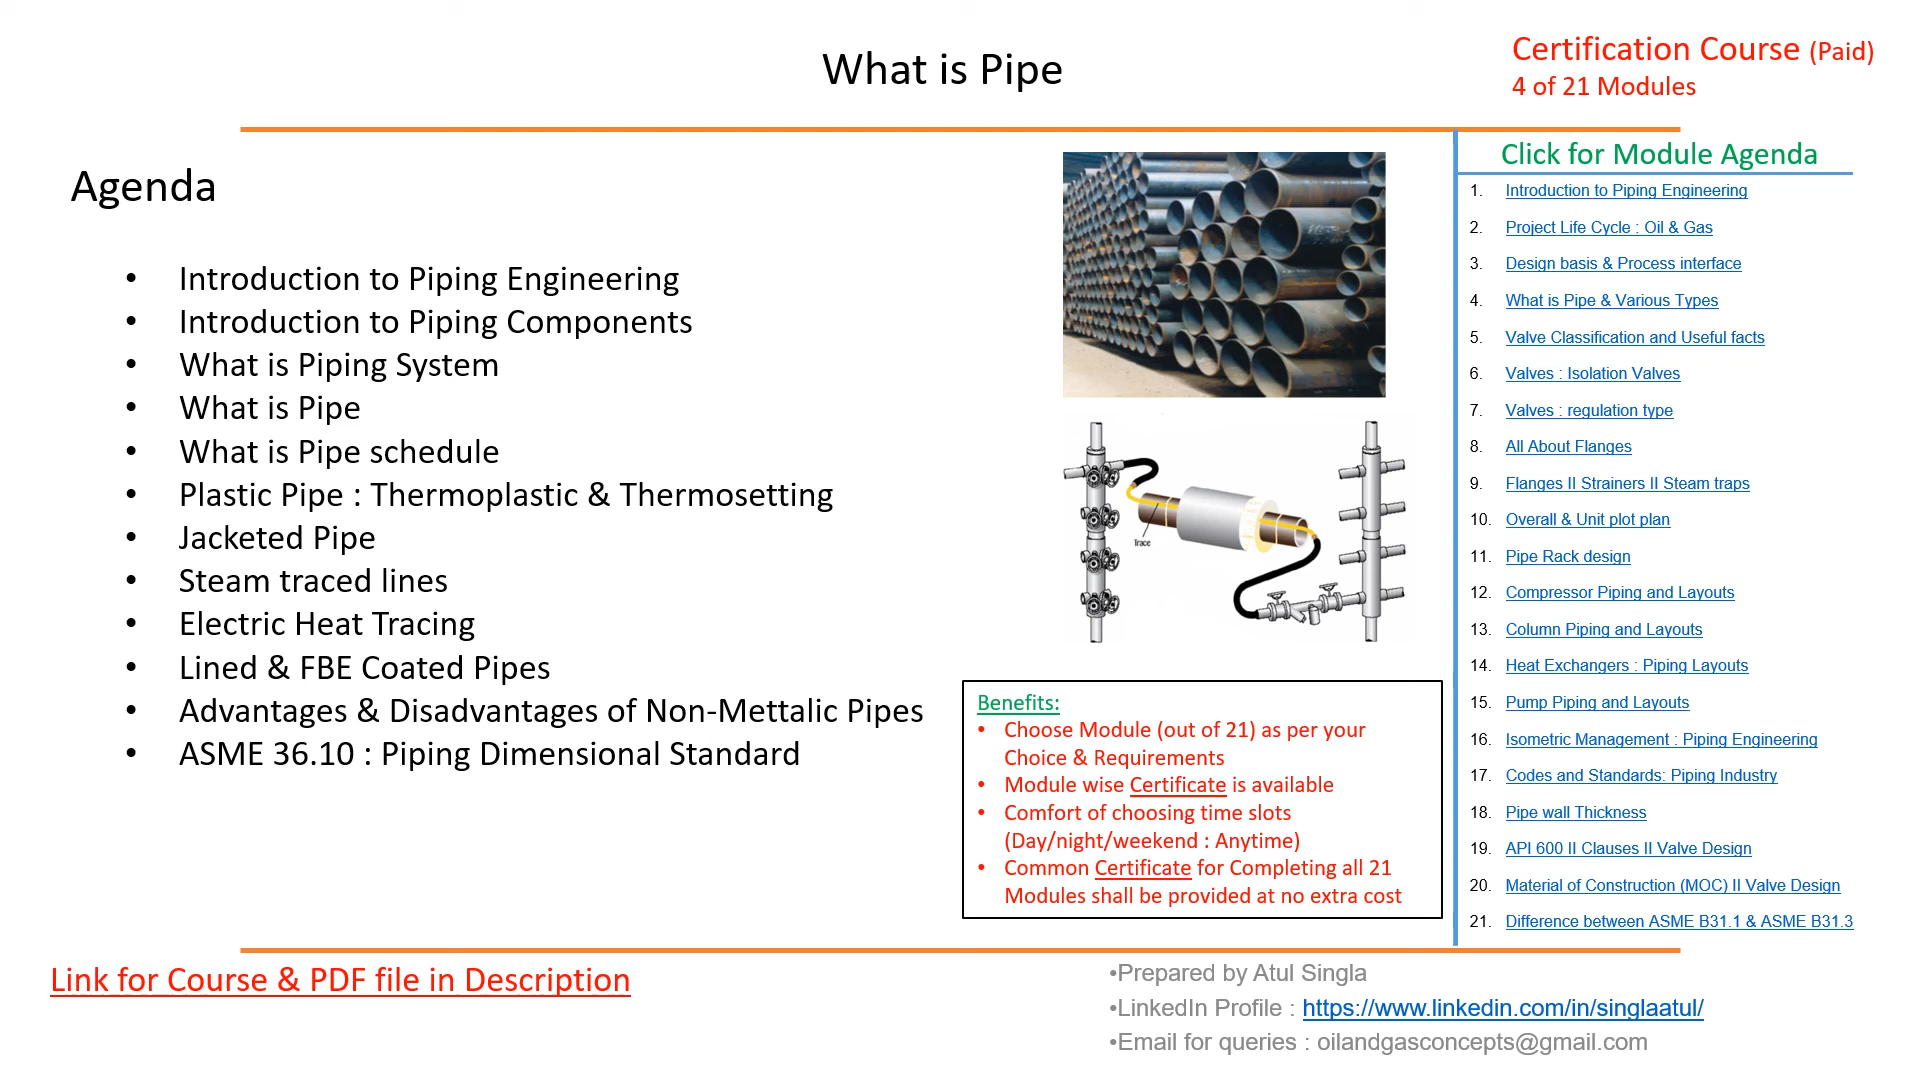 What is Pipe
Certification Course (Paid)
4 of 21 Modules
Agenda
• Introduction to Piping Engineering
• Introduction to Piping Components
• What is Piping System
• What is Pipe
• What is Pipe schedule
• Plastic Pipe : Thermoplastic & Thermosetting
• Jacketed Pipe
• Steam traced lines
• Electric Heat Tracing
• Lined & FBE Coated Pipes
• Advantages & Disadvantages of Non-Mettalic Pipes
• ASME 36.10 : Piping Dimensional Standard
Trace
Benefits:
• Choose Module (out of 21) as per your
Choice & Requirements
• Module wise Certificate is available
• Comfort of choosing time slots
(Day/night/weekend : Anytime)
• Common Certificate for Completing all 21
Modules shall be provided at no extra cost
Click for Module Agenda
1. Introduction to Piping Engineering
2. Project Life Cycle : Oil & Gas
3. Design basis & Process interface
4. What is Pipe & Various Types
5. Valve Classification and Useful facts
6. Valves : Isolation Valves
7. Valves : regulation type
8. All About Flanges
9. Flanges II Strainers II Steam traps
10. Overall & Unit plot plan
11. Pipe Rack design
12. Compressor Piping and Layouts
13. Column Piping and Layouts
14. Heat Exchangers : Piping Layouts
15. Pump Piping and Layouts
16. Isometric Management : Piping Engineering
17. Codes and Standards: Piping Industry
18. Pipe wall Thickness
19. API 600 II Clauses II Valve Design
20. Material of Construction (MOC) II Valve Design
21. Difference between ASME B31.1 & ASME B31.3
Link for Course & PDF file in Description
•Prepared by Atul Singla
•LinkedIn Profile : https://www.linkedin.com/in/singlaatul/
•Email for queries : oilandgasconcepts@gmail.com